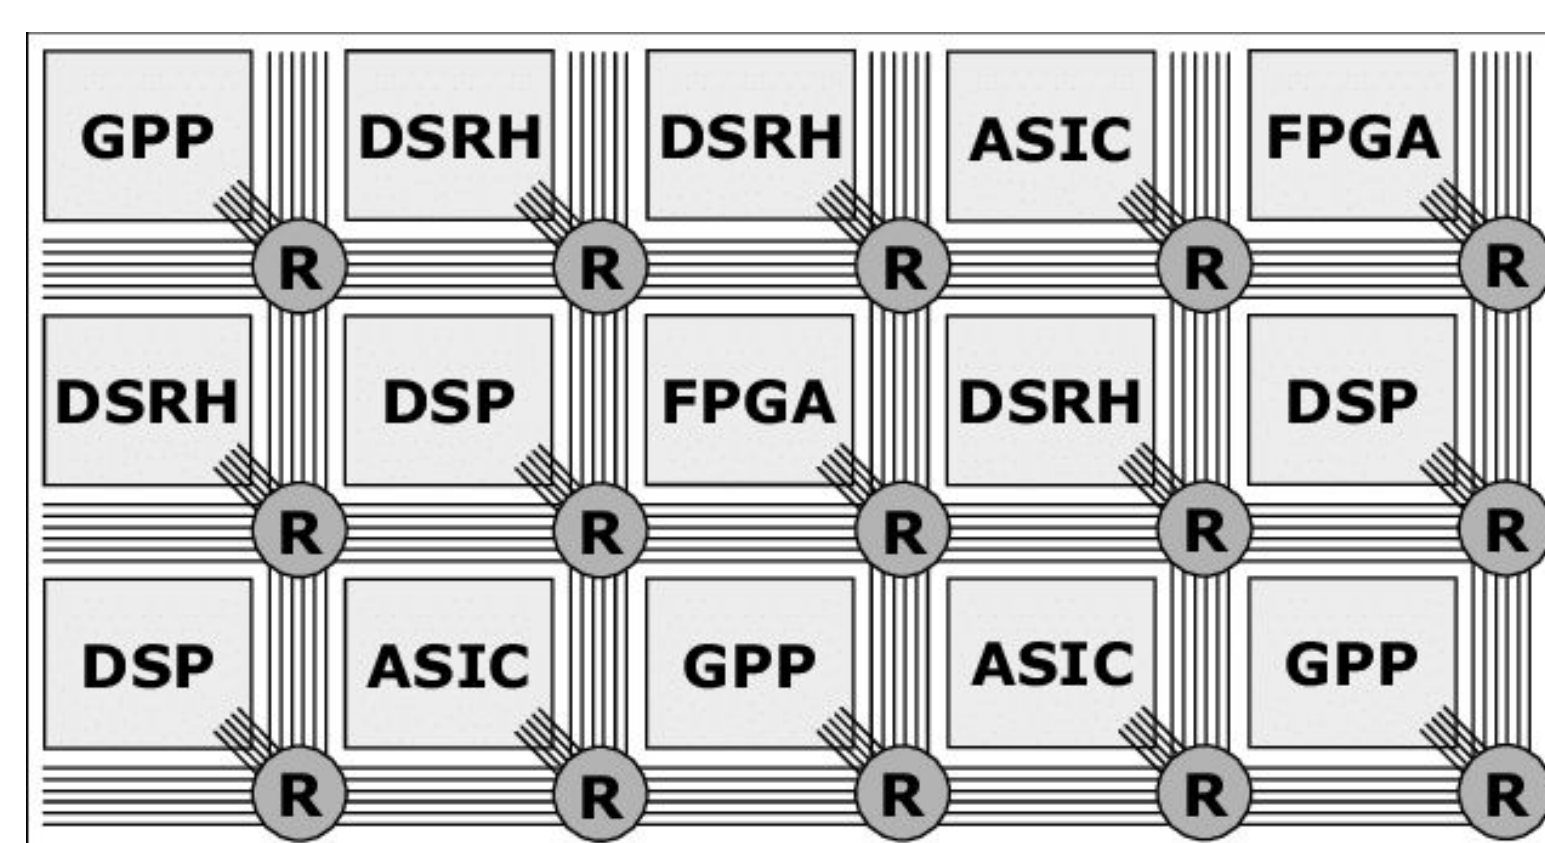 GPP DSRH DSRH ASIC FPGA
R R R R R
DSRH DSP FPGA DSRH DSP
R R R R R
DSP ASIC GPP ASIC GPP
R R R R R